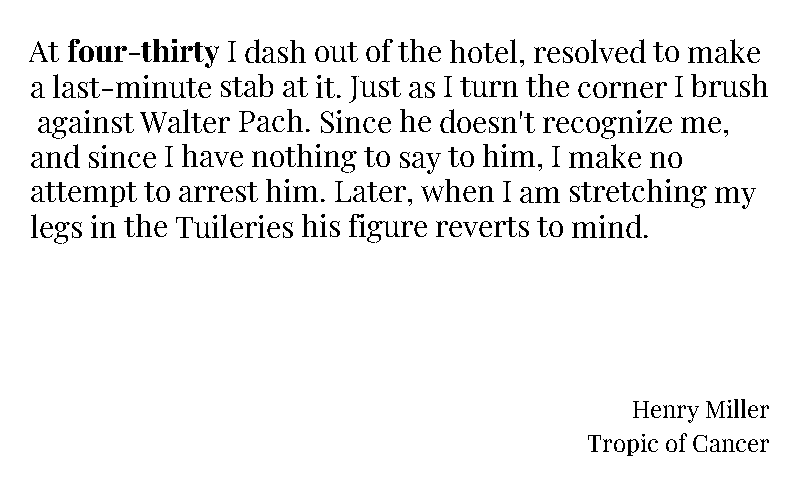 At four-thirty I dash out of the hotel, resolved to make
a last-minute stab at it. Just as I turn the corner I brush
against Walter Pach. Since he doesn't recognize me,
and since I have nothing to say to him, I make no
attempt to arrest him. Later, when I am stretching my
legs in the Tuileries his figure reverts to mind.
Henry Miller
Tropic of Cancer